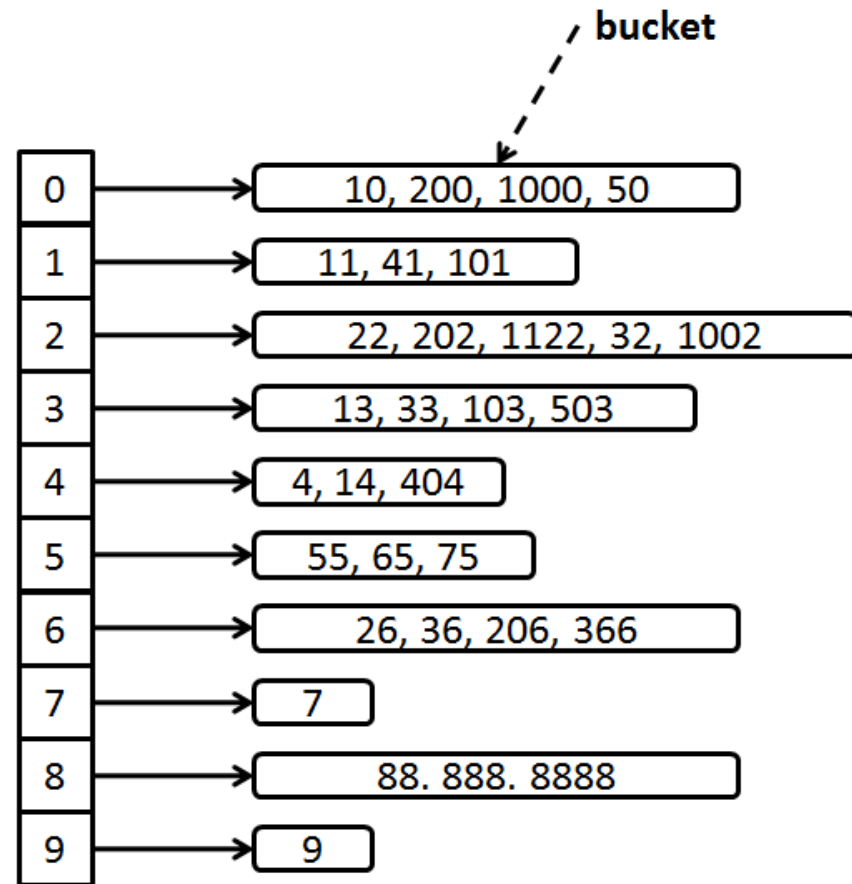 bucket
0 10, 200, 1000, 50
1 11, 41, 101
2 22, 202, 1122, 32, 1002
3 13, 33, 103, 503
4 4, 14, 404
5 55, 65, 75
6 26, 36, 206, 366
7 7
8 88. 888. 8888
9 9